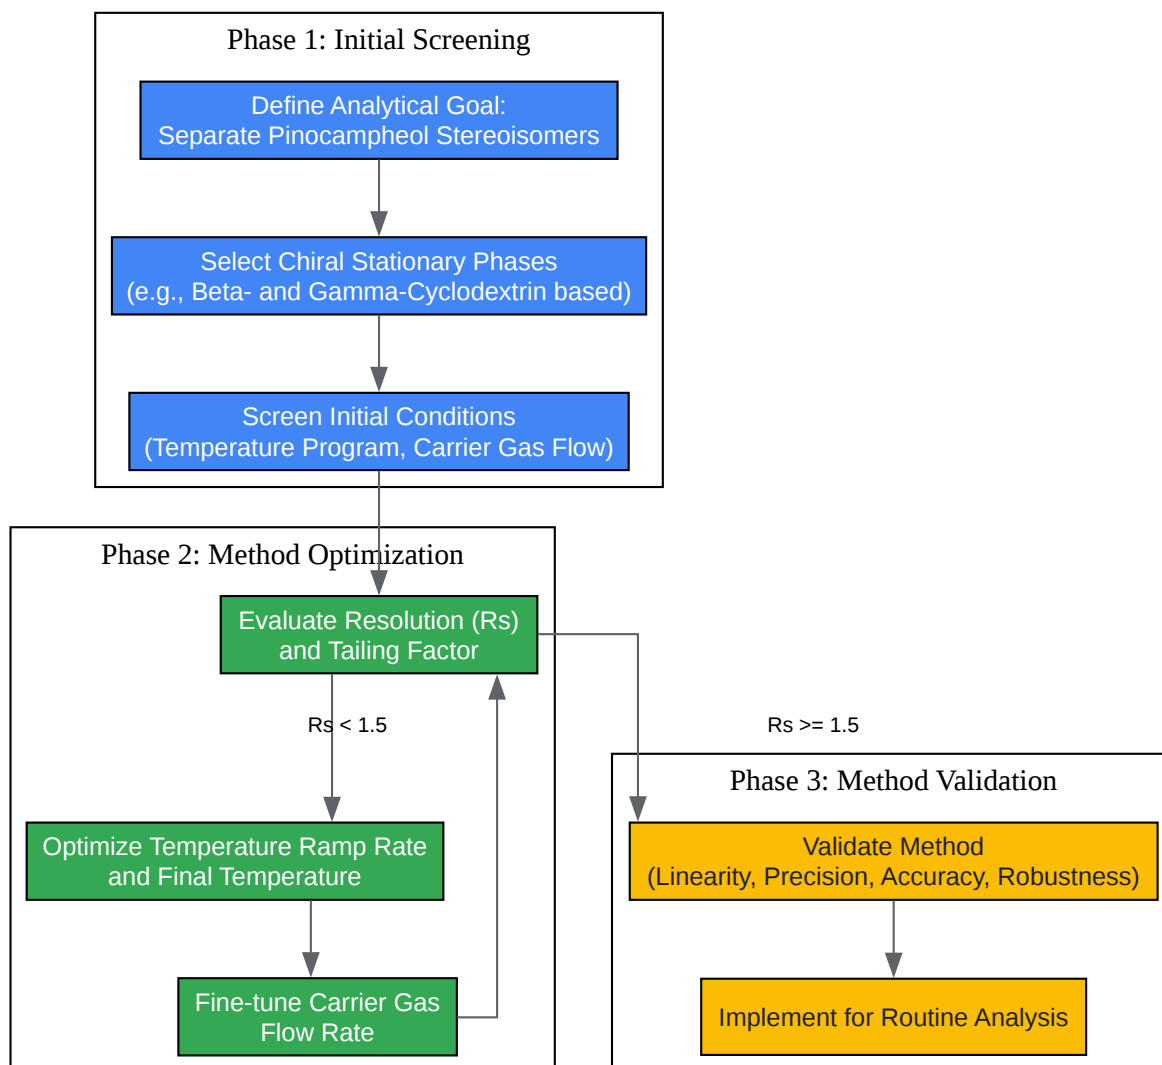 Phase 1: Initial Screening
Define Analytical Goal:
Separate Pinocampheol Stereoisomers
Select Chiral Stationary Phases
(e.g., Beta- and Gamma-Cyclodextrin based)
Screen Initial Conditions
(Temperature Program, Carrier Gas Flow)
Phase 2: Method Optimization
Evaluate Resolution (Rs)
and Tailing Factor
Rs < 1.5
Rs >= 1.5
Optimize Temperature Ramp Rate
and Final Temperature
Fine-tune Carrier Gas
Flow Rate
Phase 3: Method Validation
Validate Method
(Linearity, Precision, Accuracy, Robustness)
Implement for Routine Analysis